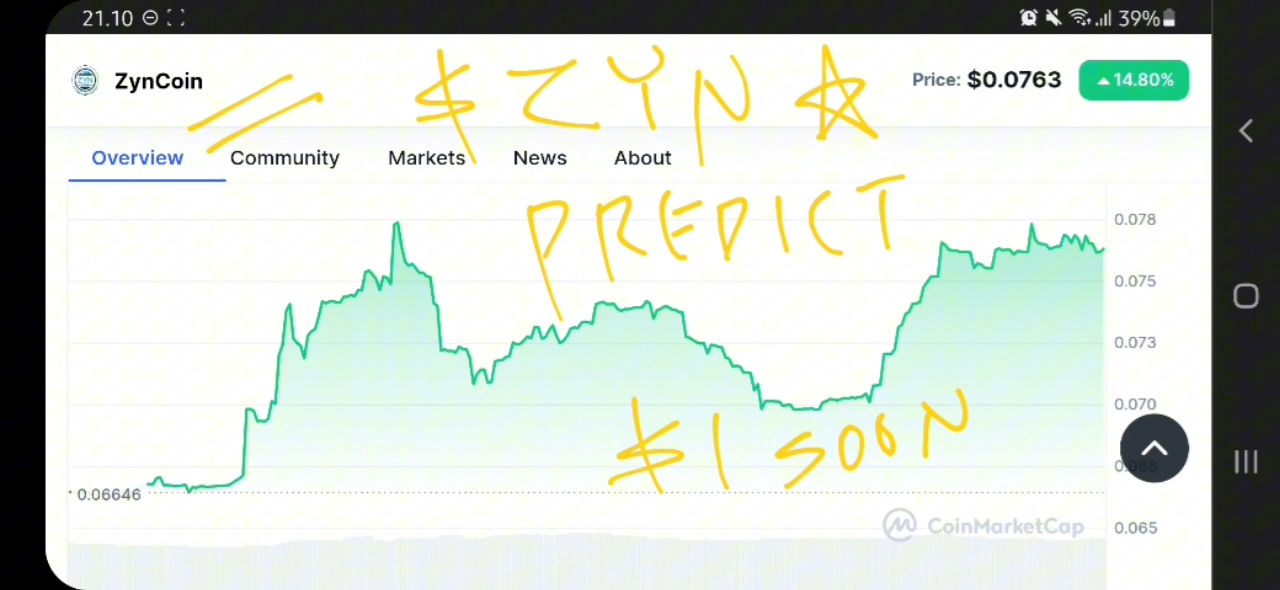 21.10 39%
ZynCoin Price: $0.0763 14.80%
= $ZYN
Overview Community Markets News About
PREDICT
0.078
0.075
0.073
0.070
$1 SOON
0.068
0.06646
CoinMarketCap
0.065